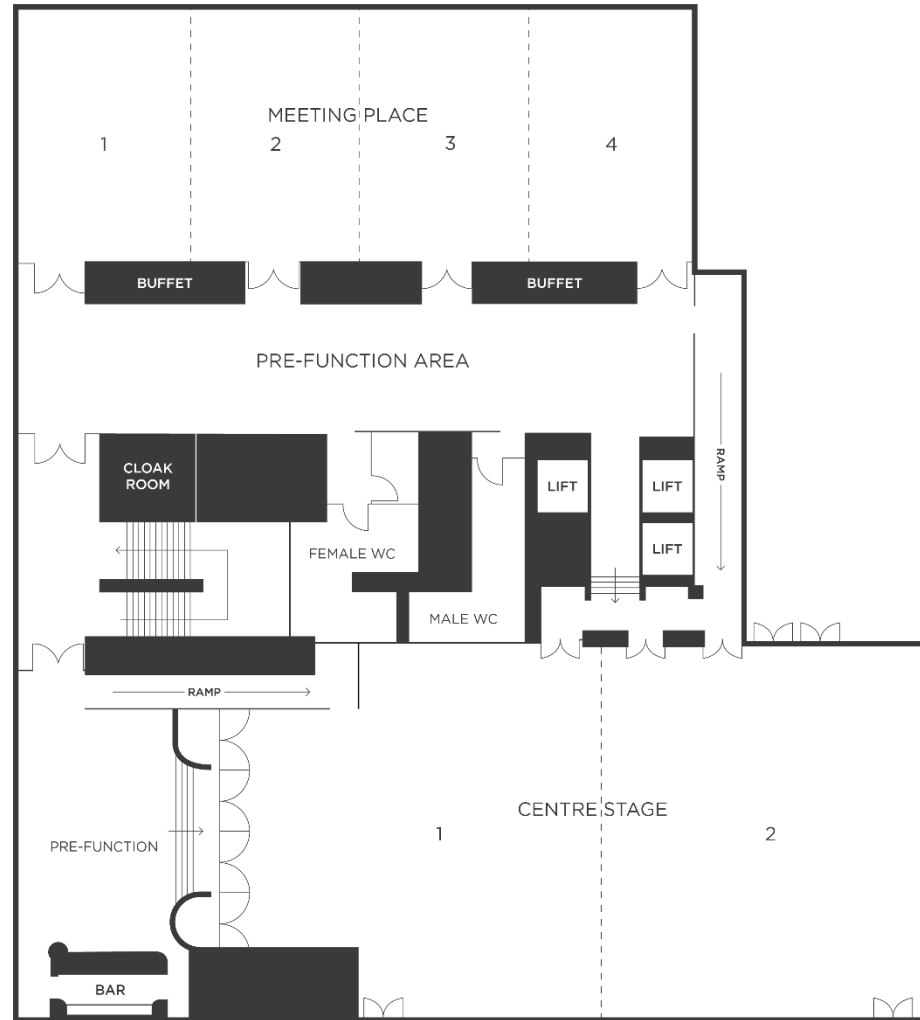 MEETING PLACE
1
2
3
4
BUFFET
BUFFET
PRE-FUNCTION AREA
CLOAK
ROOM
LIFT
LIFT
RAMP
LIFT
FEMALE WC
MALE WC
RAMP
CENTRE STAGE
1
2
PRE-FUNCTION
BAR